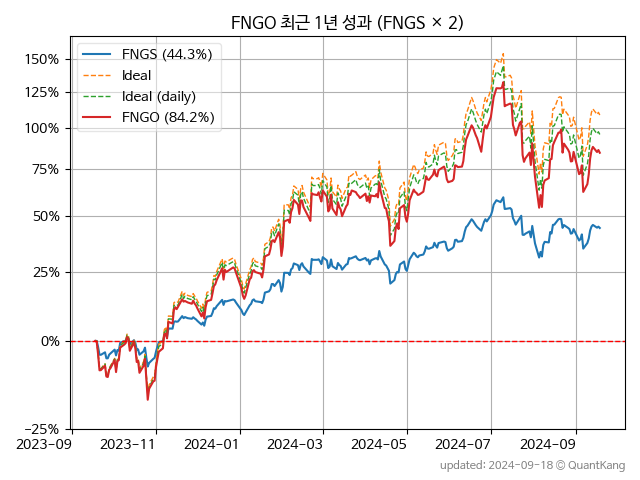 FNGO 최근 1년 성과 (FNGS × 2)
FNGS (44.3%)
Ideal
Ideal (daily)
FNGO (84.2%)
150%
125%
100%
75%
50%
25%
0%
−25%
2023-09
2023-11
2024-01
2024-03
2024-05
2024-07
2024-09
updated: 2024-09-18 @ QuantKang